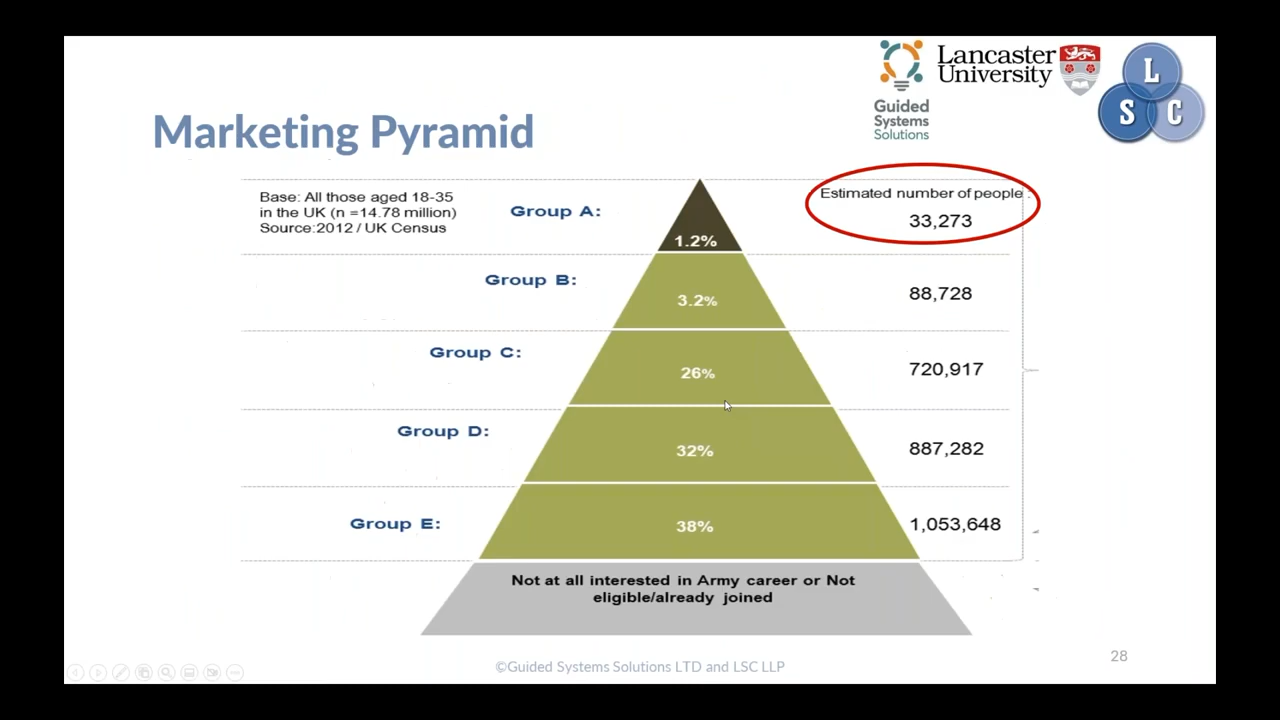 Guided
Systems
Solutions
Lancaster
University
L
S
C
Marketing Pyramid
Base: All those aged 18-35
in the UK (n =14.78 million)
Source:2012 / UK Census
Estimated number of people
Group A:
1.2%
33,273
Group B:
3.2%
88,728
Group C:
26%
720,917
Group D:
32%
887,282
Group E:
38%
1,053,648
Not at all interested in Army career or Not
eligible/already joined
©Guided Systems Solutions LTD and LSC LLP
28